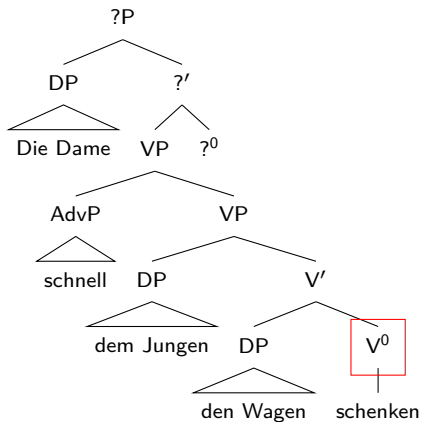 ?P
DP ?′
Die Dame VP ?⁰
AdvP VP
schnell DP V′
dem Jungen DP V⁰
den Wagen schenken